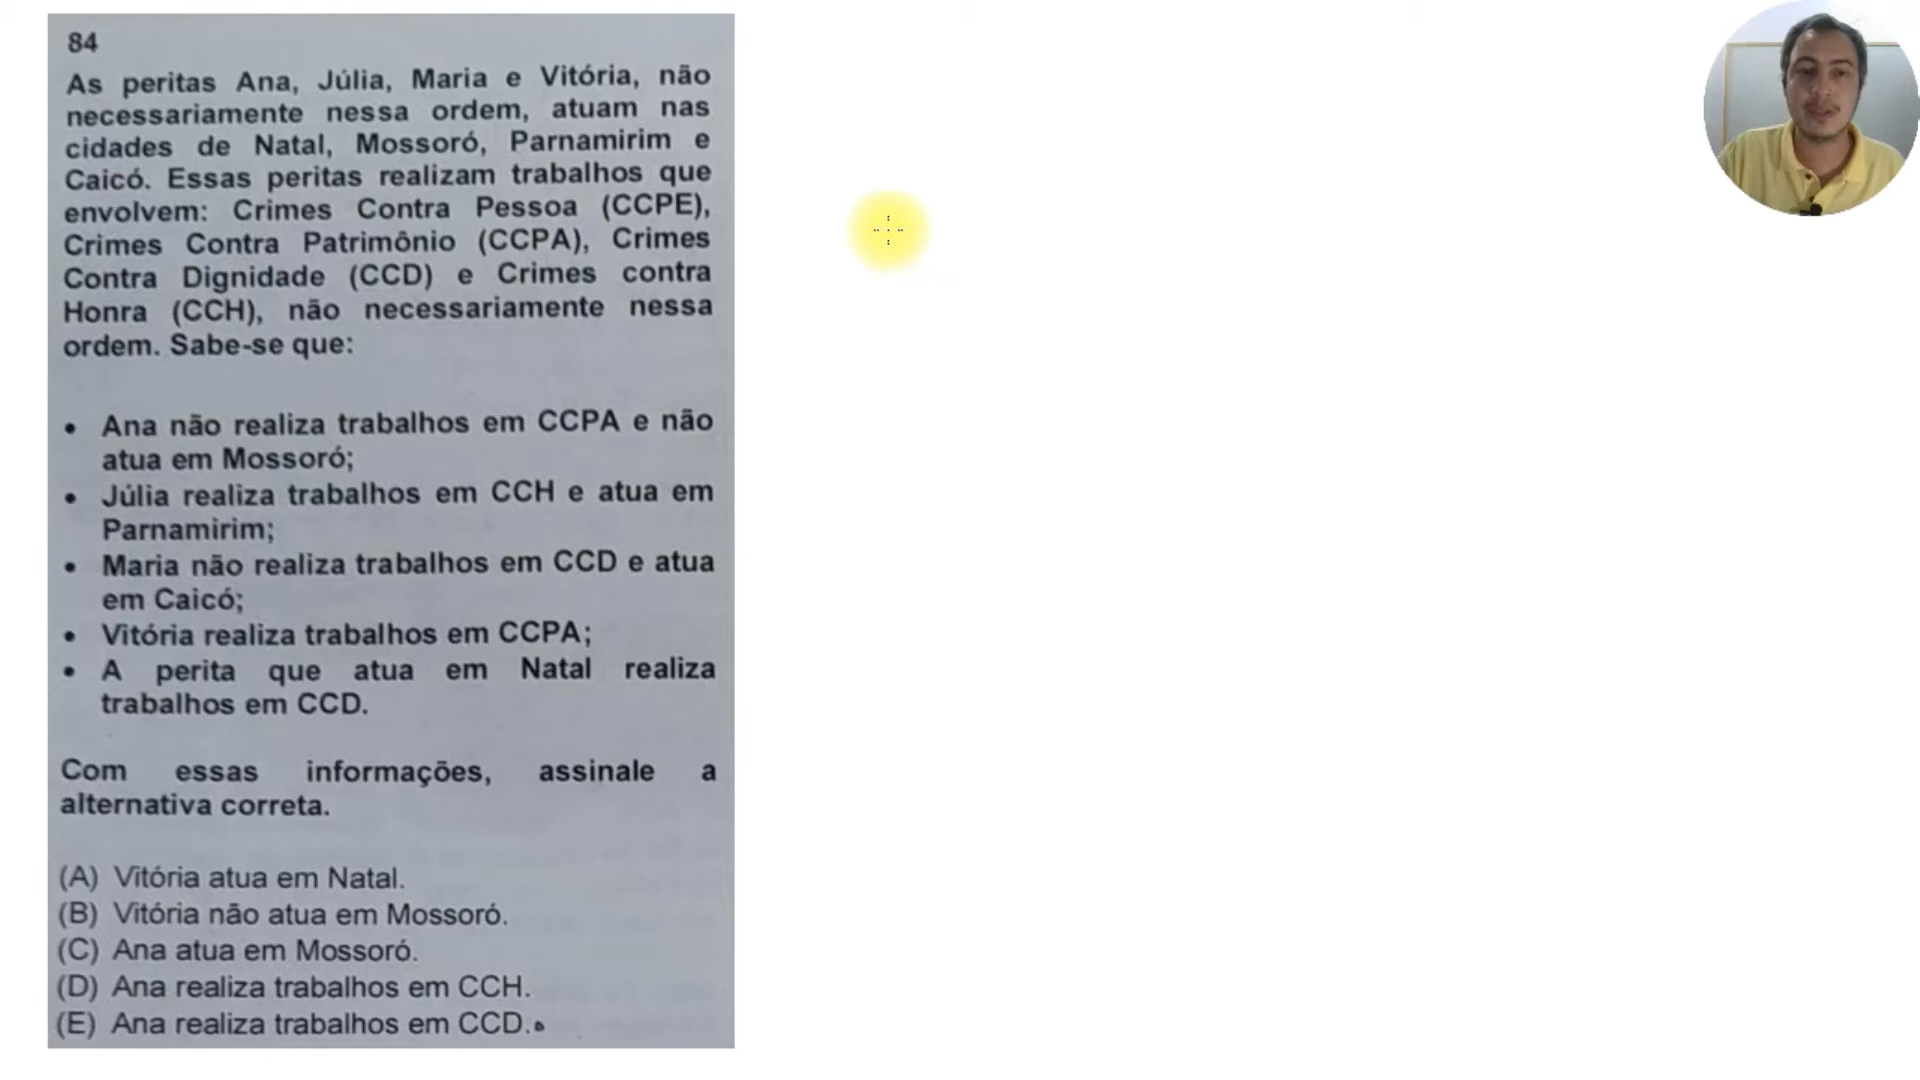 84
As peritas Ana, Júlia, Maria e Vitória, não
necessariamente nessa ordem, atuam nas
cidades de Natal, Mossoró, Parnamirim e
Caicó. Essas peritas realizam trabalhos que
envolvem: Crimes Contra Pessoa (CCPE),
Crimes Contra Patrimônio (CCPA), Crimes
Contra Dignidade (CCD) e Crimes contra
Honra (CCH), não necessariamente nessa
ordem. Sabe-se que:
• Ana não realiza trabalhos em CCPA e não
atua em Mossoró;
• Júlia realiza trabalhos em CCH e atua em
Parnamirim;
• Maria não realiza trabalhos em CCD e atua
em Caicó;
• Vitória realiza trabalhos em CCPA;
• A perita que atua em Natal realiza
trabalhos em CCD.
Com essas informações, assinale a
alternativa correta.
(A) Vitória atua em Natal.
(B) Vitória não atua em Mossoró.
(C) Ana atua em Mossoró.
(D) Ana realiza trabalhos em CCH.
(E) Ana realiza trabalhos em CCD.